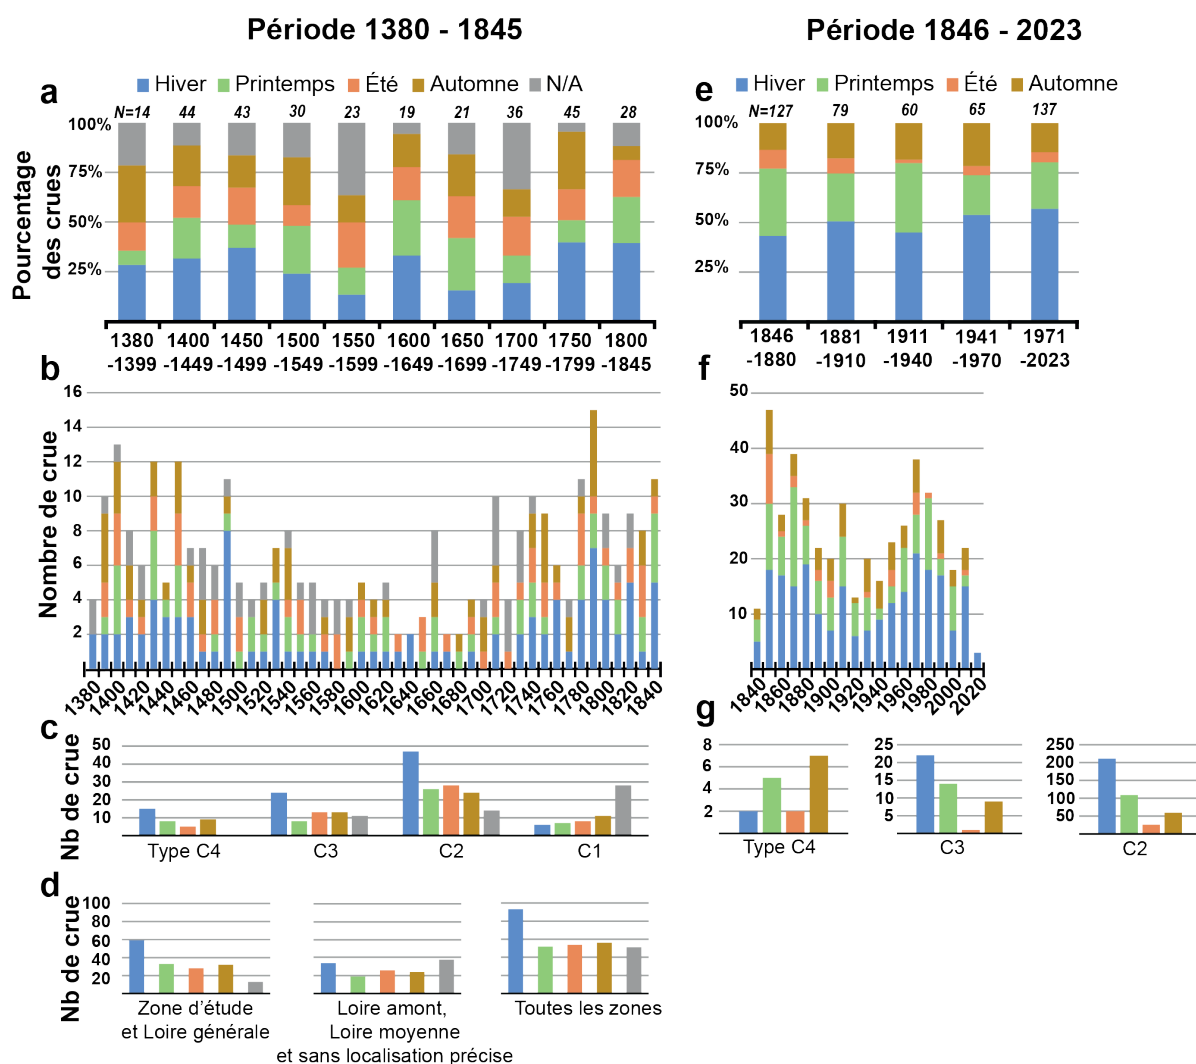 Période 1380 - 1845
Période 1846 - 2023
a
Hiver Printemps Été Automne N/A
N=14 44 43 30 23 19 21 36 45 28
Pourcentage
des crues
100%
75%
50%
25%
1380 1400 1450 1500 1550 1600 1650 1700 1750 1800
-1399 -1449 -1499 -1549 -1599 -1649 -1699 -1749 -1799 -1845
e
Hiver Printemps Été Automne
N=127 79 60 65 137
100%
75%
50%
25%
1846 1881 1911 1941 1971
-1880 -1910 -1940 -1970 -2023
b
Nombre de crue
16
14
12
10
8
6
4
2
1380 1400 1420 1440 1460 1480 1500 1520 1540 1560 1580 1600 1620 1640 1660 1680 1700 1720 1740 1760 1780 1800 1820 1840
f
50
40
30
20
10
1840 1860 1880 1900 1920 1940 1960 1980 2000 2020
c
Nb de crue
50
40
30
20
10
Type C4 C3 C2 C1
g
8
6
4
2
Type C4
25
20
15
10
5
C3
250
200
150
100
50
C2
d
Nb de crue
100
80
60
40
20
Zone d’étude
et Loire générale
Loire amont,
Loire moyenne
et sans localisation précise
Toutes les zones